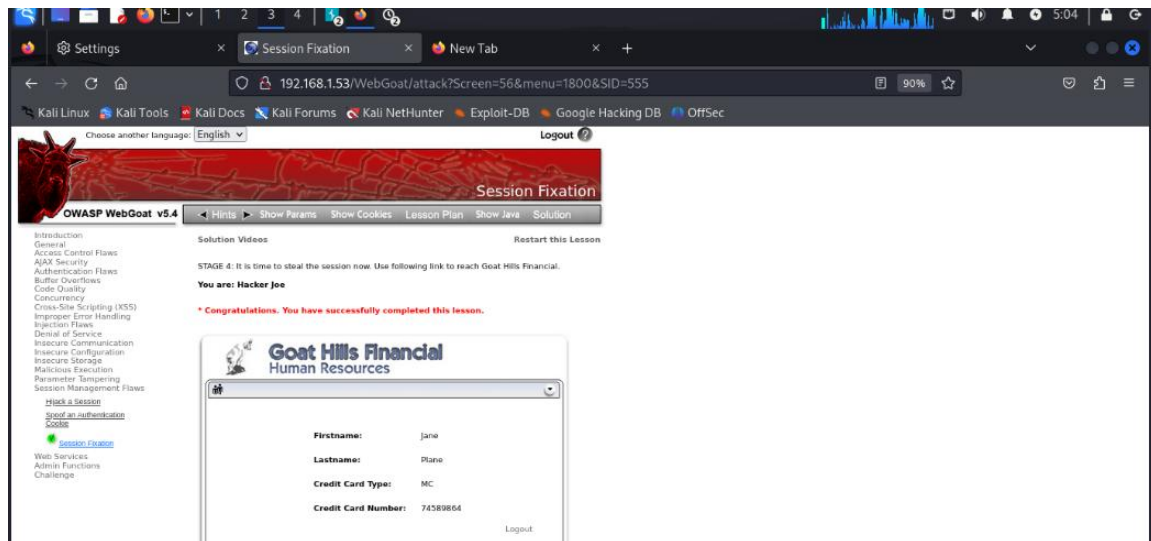 1 2 3 4 5:04
Settings Session Fixation New Tab
192.168.1.53/WebGoat/attack?Screen=56&menu=1800&SID=555 90%
Kali Linux Kali Tools Kali Docs Kali Forums Kali NetHunter Exploit-DB Google Hacking DB OffSec
Choose another language: English Logout ?
Session Fixation
OWASP WebGoat v5.4 Hints Show Params Show Cookies Lesson Plan Show Java Solution
Introduction
General
Access Control Flaws
AJAX Security
Authentication Flaws
Buffer Overflows
Code Quality
Concurrency
Cross-Site Scripting (XSS)
Improper Error Handling
Injection Flaws
Denial of Service
Insecure Communication
Insecure Configuration
Insecure Storage
Malicious Execution
Parameter Tampering
Session Management Flaws
Hijack a Session
Spoof an Authentication
Cookie
Session Fixation
Web Services
Admin Functions
Challenge
Solution Videos Restart this Lesson
STAGE 4: It is time to steal the session now. Use following link to reach Goat Hills Financial.
You are: Hacker Joe
* Congratulations. You have successfully completed this lesson.
Goat Hills Financial
Human Resources
Firstname: Jane
Lastname: Plane
Credit Card Type: MC
Credit Card Number: 74589864
Logout